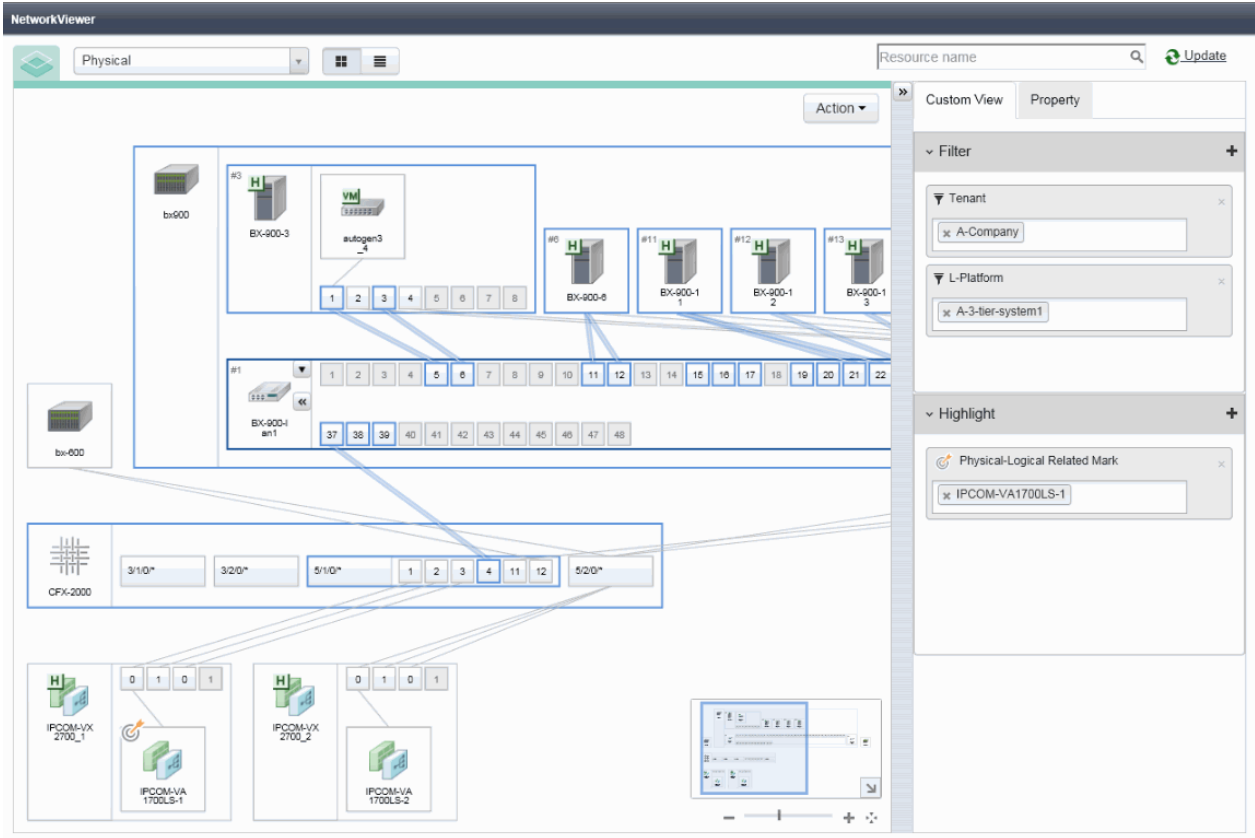 NetworkViewer
Physical
Resource name
Update
Action
Custom View Property
Filter
Tenant
A-Company
L-Platform
A-3-tier-system1
Highlight
Physical-Logical Related Mark
IPCOM-VA1700LS-1
bx900
#3
H
BX-900-3
VM
autogen3
_4
1 2 3 4 5 6 7 8
#6
H
BX-900-6
#11
H
BX-900-1
1
#12
H
BX-900-1
2
#13
H
BX-900-1
3
#1
BX-900-l
an1
1 2 3 4 5 6 7 8 9 10 11 12 13 14 15 16 17 18 19 20 21 22
37 38 39 40 41 42 43 44 45 46 47 48
bx-600
CFX-2000
3/1/0/*
3/2/0/*
5/1/0/*
1 2 3 4 11 12
5/2/0/*
H
IPCOM-VX
2700_1
0 1 0 1
IPCOM-VA
1700LS-1
H
IPCOM-VX
2700_2
0 1 0 1
IPCOM-VA
1700LS-2